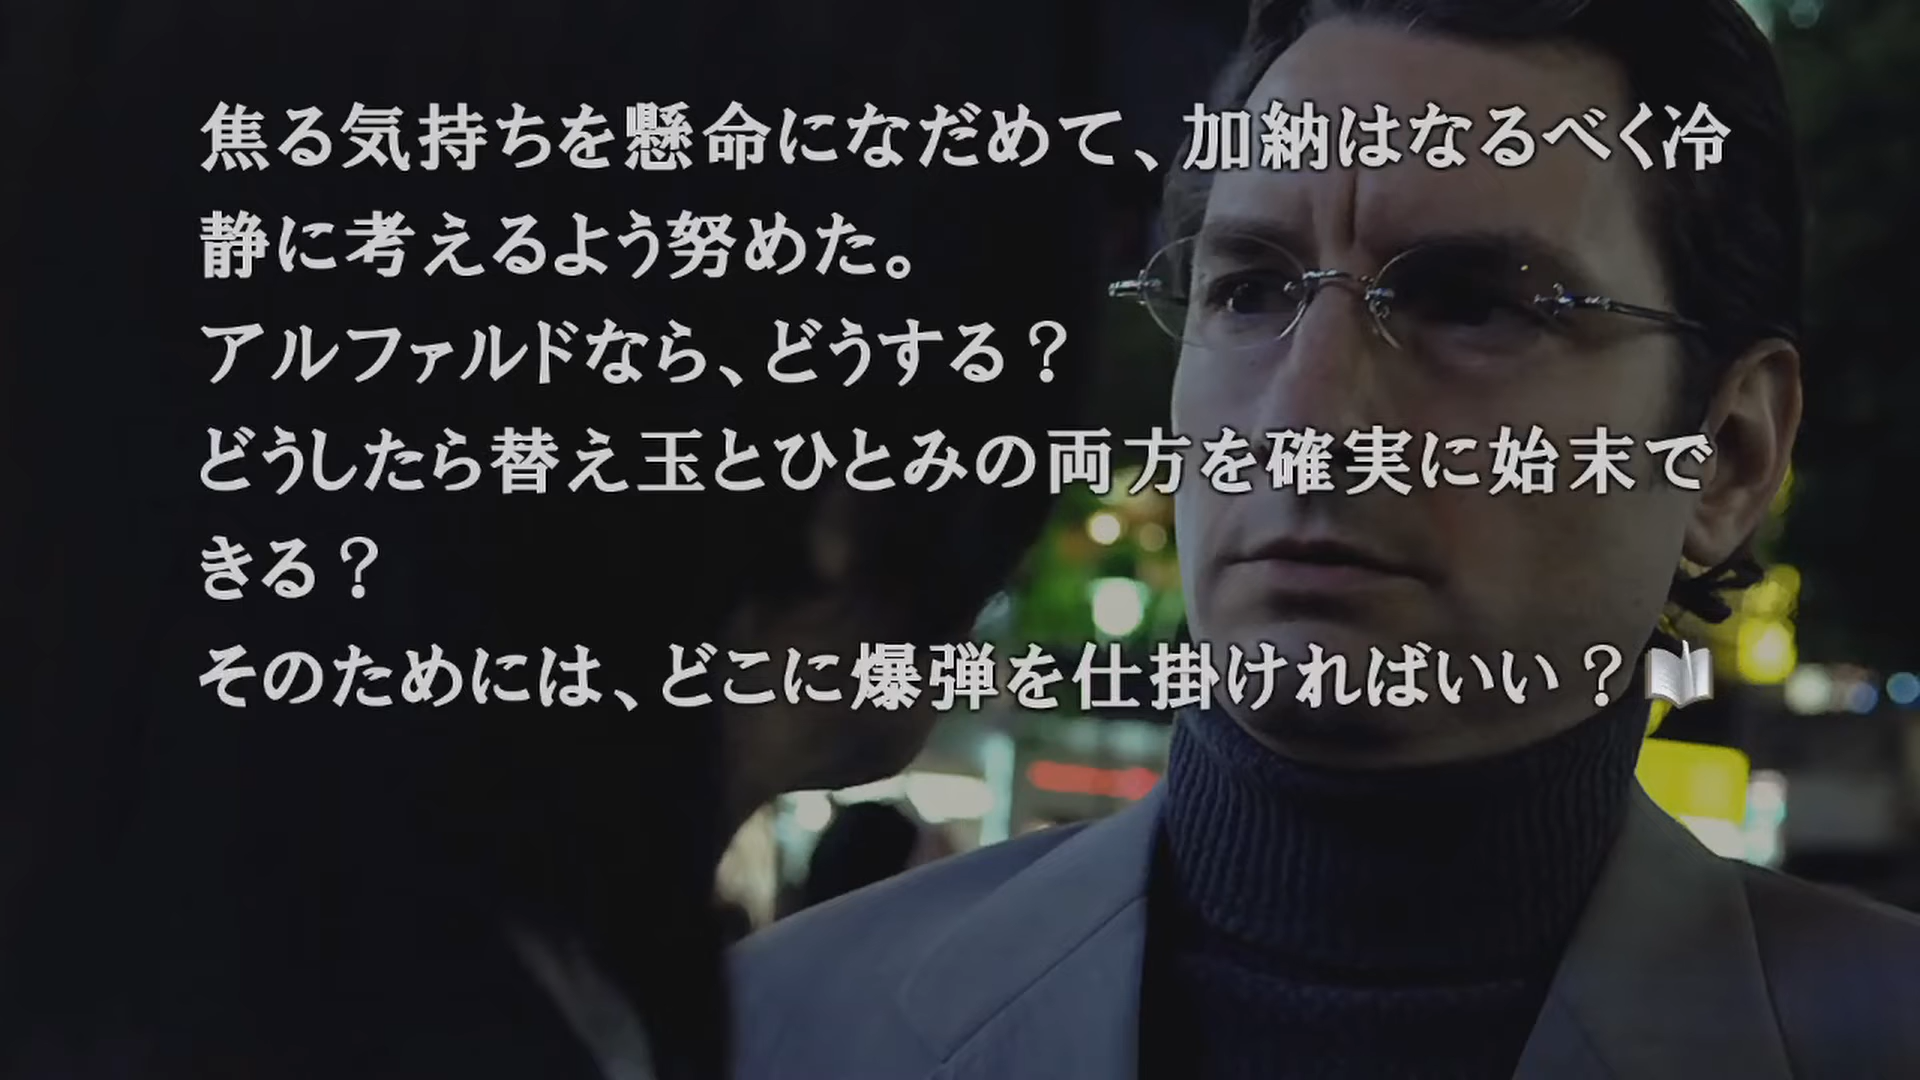 焦る気持ちを懸命になだめて、加納はなるべく冷
静に考えるよう努めた。
アルファルドなら、どうする？
どうしたら替え玉とひとみの両方を確実に始末で
きる？
そのためには、どこに爆弾を仕掛ければいい？